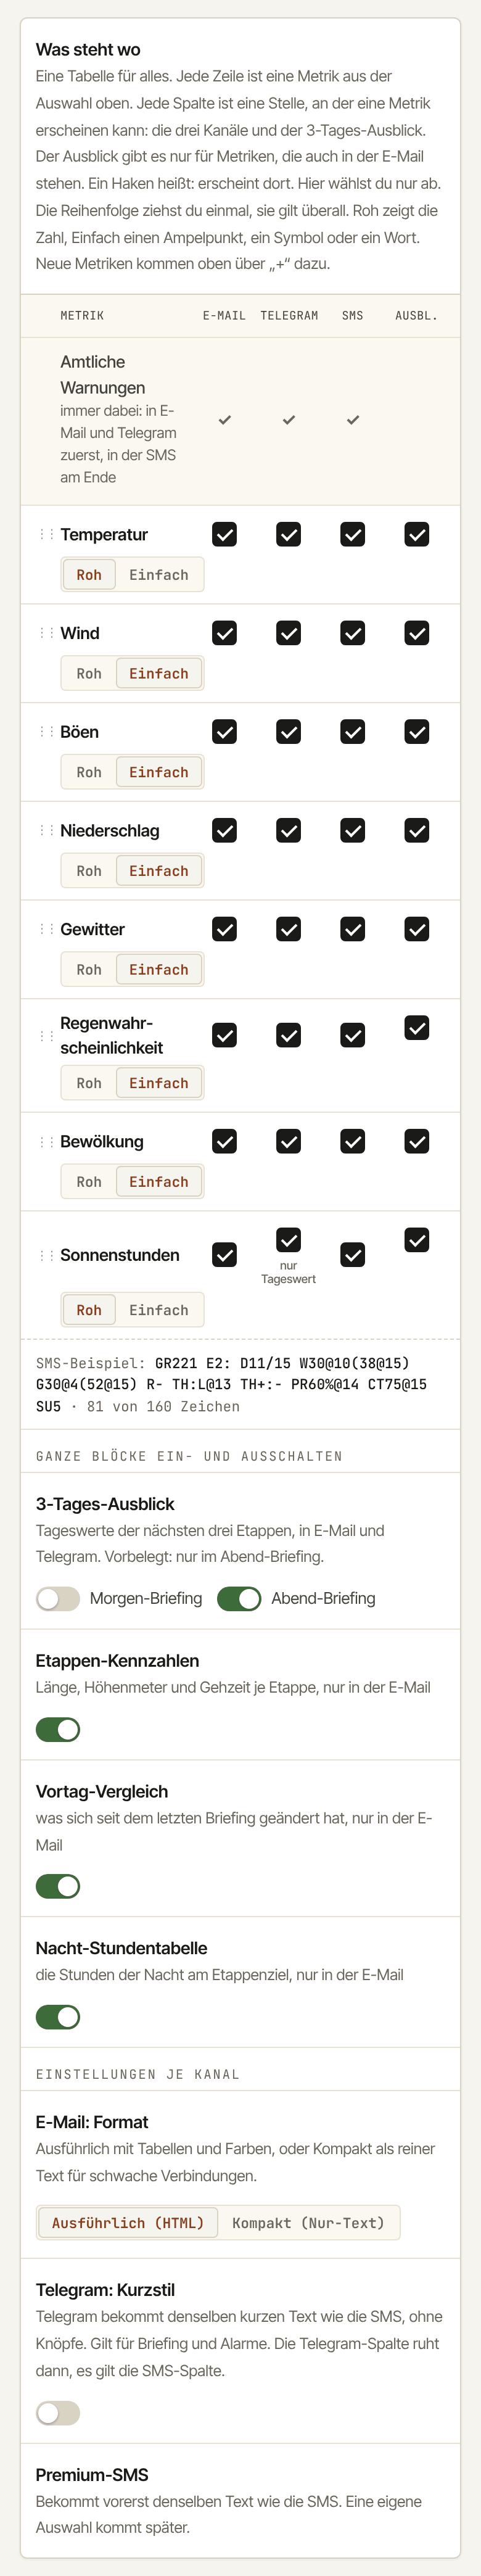 Was steht wo
Eine Tabelle für alles. Jede Zeile ist eine Metrik aus der
Auswahl oben. Jede Spalte ist eine Stelle, an der eine Metrik
erscheinen kann: die drei Kanäle und der 3-Tages-Ausblick.
Der Ausblick gibt es nur für Metriken, die auch in der E-Mail
stehen. Ein Haken heißt: erscheint dort. Hier wählst du nur ab.
Die Reihenfolge ziehst du einmal, sie gilt überall. Roh zeigt die
Zahl, Einfach einen Ampelpunkt, ein Symbol oder ein Wort.
Neue Metriken kommen oben über „+“ dazu.
METRIK E-MAIL TELEGRAM SMS AUSBL.
Amtliche
Warnungen
immer dabei: in E-
Mail und Telegram
zuerst, in der SMS
am Ende
Temperatur
Roh Einfach
Wind
Roh Einfach
Böen
Roh Einfach
Niederschlag
Roh Einfach
Gewitter
Roh Einfach
Regenwahr-
scheinlichkeit
Roh Einfach
Bewölkung
Roh Einfach
Sonnenstunden
nur
Tageswert
Roh Einfach
SMS-Beispiel: GR221 E2: D11/15 W30@10(38@15)
G30@4(52@15) R- TH:L@13 TH+:- PR60%@14 CT75@15
SU5 · 81 von 160 Zeichen
GANZE BLÖCKE EIN- UND AUSSCHALTEN
3-Tages-Ausblick
Tageswerte der nächsten drei Etappen, in E-Mail und
Telegram. Vorbelegt: nur im Abend-Briefing.
Morgen-Briefing Abend-Briefing
Etappen-Kennzahlen
Länge, Höhenmeter und Gehzeit je Etappe, nur in der E-Mail
Vortag-Vergleich
was sich seit dem letzten Briefing geändert hat, nur in der E-
Mail
Nacht-Stundentabelle
die Stunden der Nacht am Etappenziel, nur in der E-Mail
EINSTELLUNGEN JE KANAL
E-Mail: Format
Ausführlich mit Tabellen und Farben, oder Kompakt als reiner
Text für schwache Verbindungen.
Ausführlich (HTML) Kompakt (Nur-Text)
Telegram: Kurzstil
Telegram bekommt denselben kurzen Text wie die SMS, ohne
Knöpfe. Gilt für Briefing und Alarme. Die Telegram-Spalte ruht
dann, es gilt die SMS-Spalte.
Premium-SMS
Bekommt vorerst denselben Text wie die SMS. Eine eigene
Auswahl kommt später.